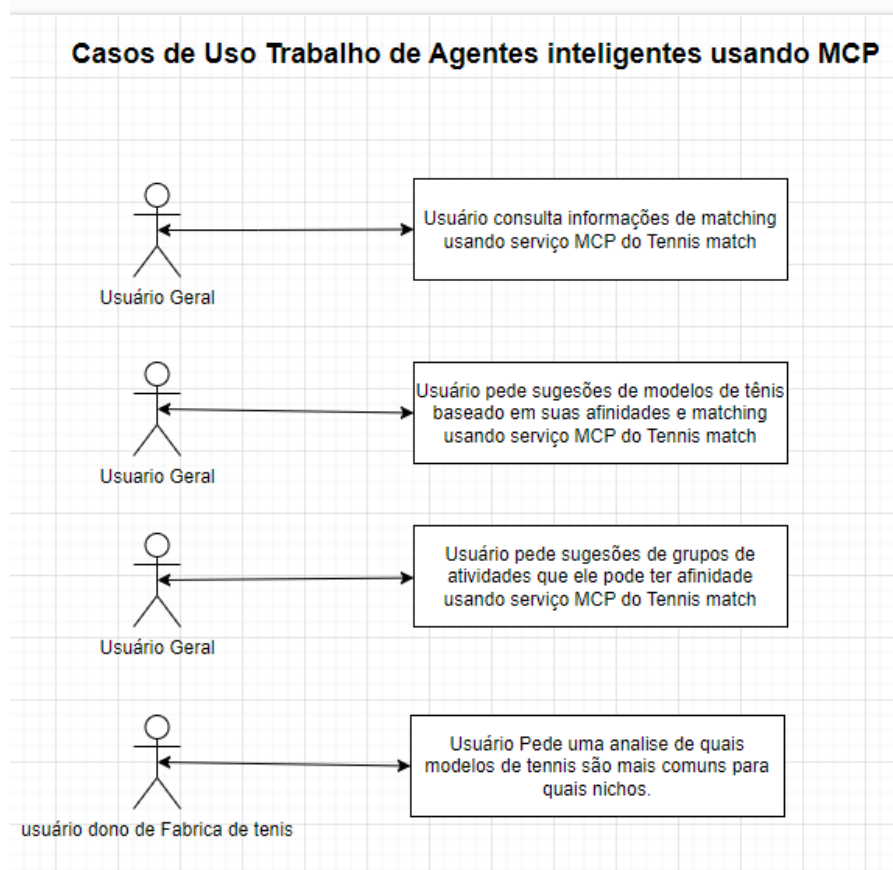 Casos de Uso Trabalho de Agentes inteligentes usando MCP
Usuário consulta informações de matching
usando serviço MCP do Tennis match
Usuário Geral
Usuário pede sugesões de modelos de tênis
baseado em suas afinidades e matching
usando serviço MCP do Tennis match
Usuario Geral
Usuário pede sugesões de grupos de
atividades que ele pode ter afinidade
usando serviço MCP do Tennis match
Usuário Geral
Usuário Pede uma analise de quais
modelos de tennis são mais comuns para
quais nichos.
usuário dono de Fabrica de tenis